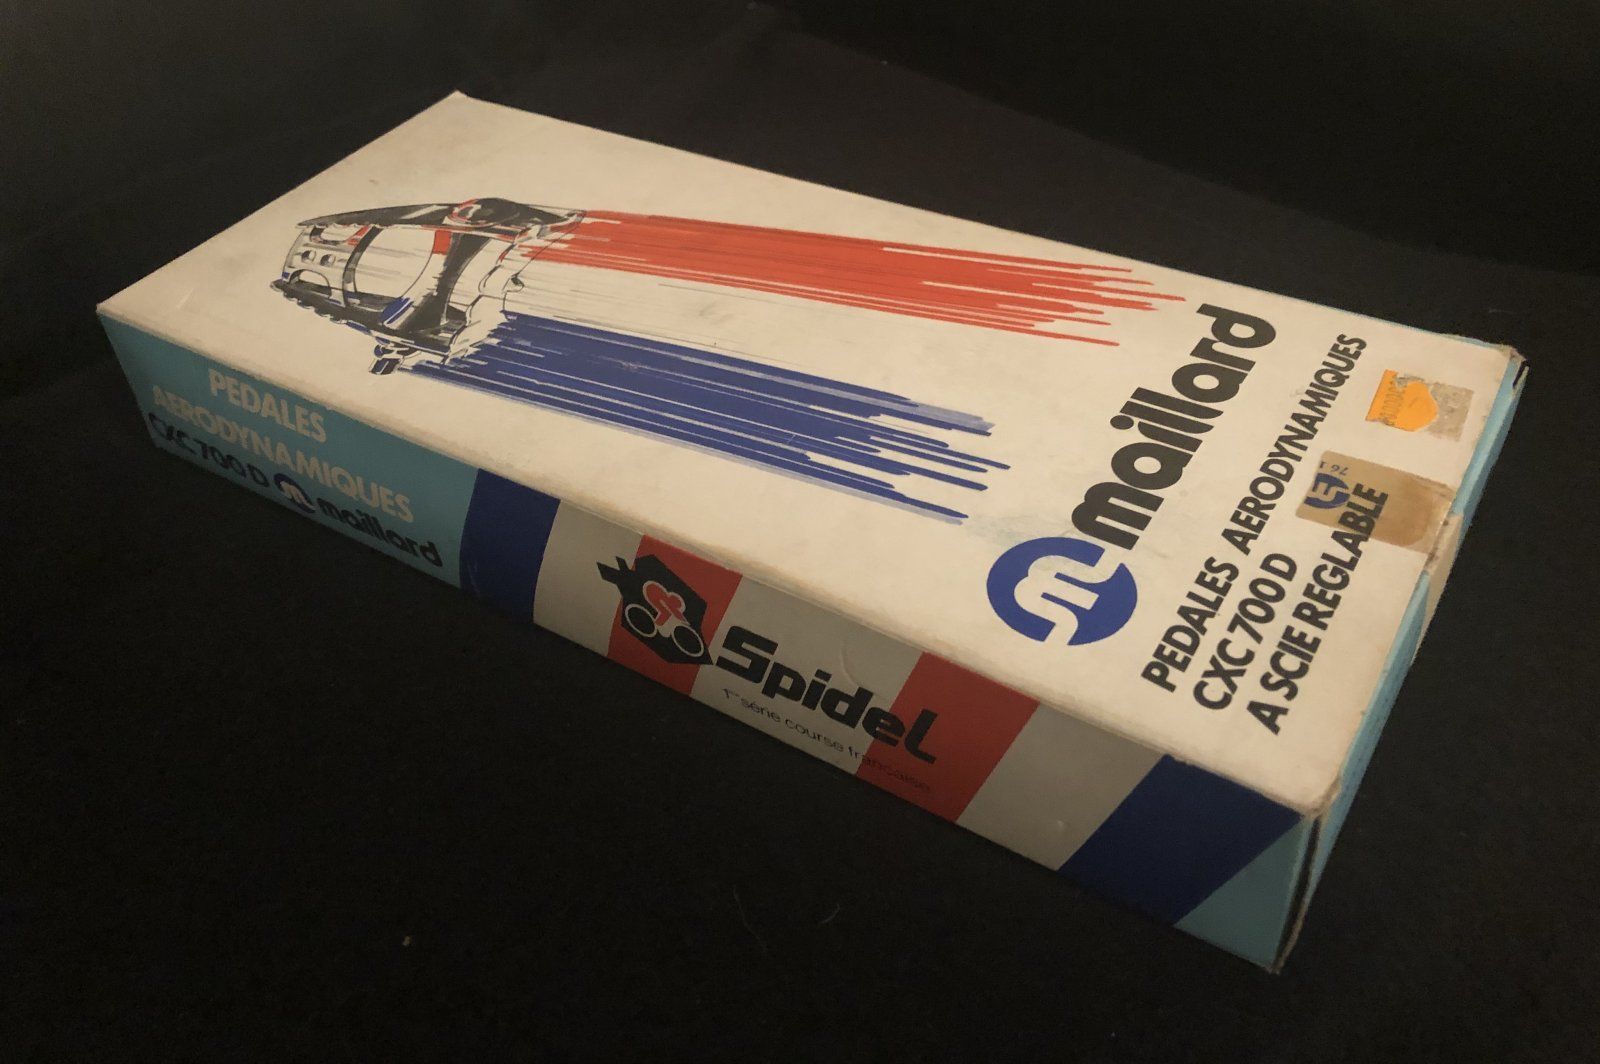 maillard
PEDALES AERODYNAMIQUES
CXC 700 D
A SCIE REGLABLE
PEDALES
AERODYNAMIQUES
CXC 700 D m maillard
Spidel
1re série course française